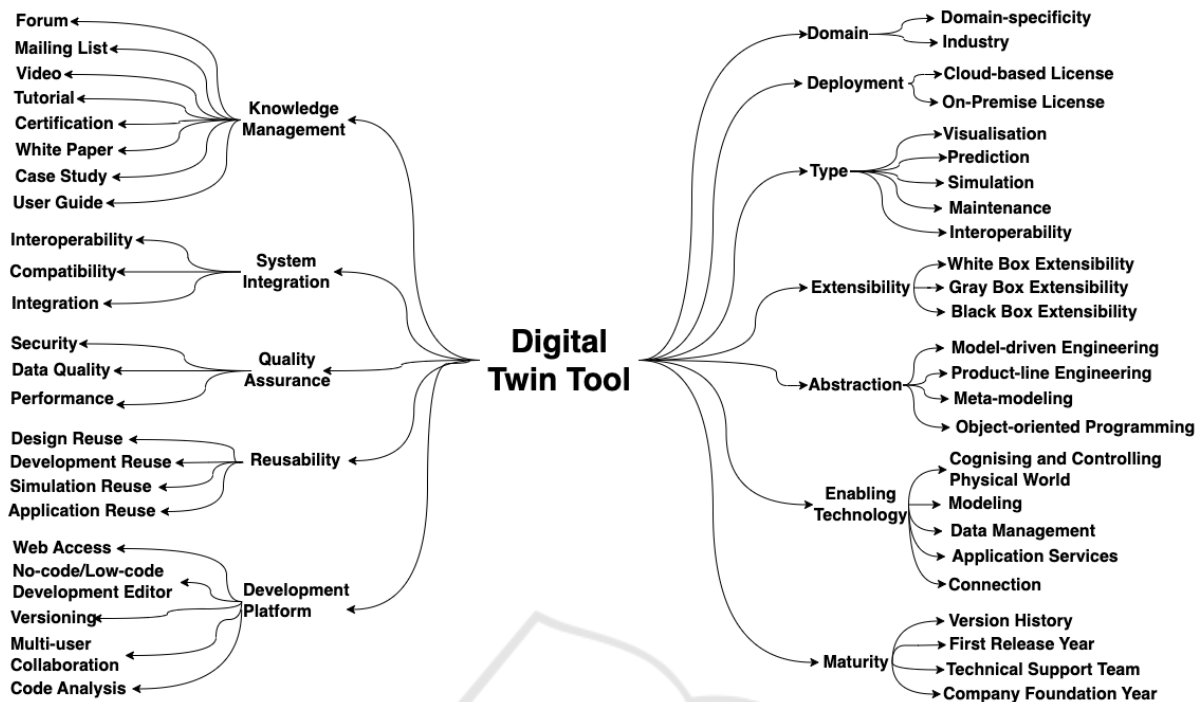 Forum
Mailing List
Video
Tutorial
Certification
White Paper
Case Study
User Guide
Knowledge
Management
Interoperability
Compatibility
Integration
System
Integration
Security
Data Quality
Performance
Quality
Assurance
Design Reuse
Development Reuse
Simulation Reuse
Application Reuse
Reusability
Web Access
No-code/Low-code
Development Editor
Versioning
Multi-user
Collaboration
Code Analysis
Development
Platform
Digital
Twin Tool
Domain
Domain-specificity
Industry
Deployment
Cloud-based License
On-Premise License
Type
Visualisation
Prediction
Simulation
Maintenance
Interoperability
Extensibility
White Box Extensibility
Gray Box Extensibility
Black Box Extensibility
Abstraction
Model-driven Engineering
Product-line Engineering
Meta-modeling
Object-oriented Programming
Enabling
Technology
Cognising and Controlling
Physical World
Modeling
Data Management
Application Services
Connection
Maturity
Version History
First Release Year
Technical Support Team
Company Foundation Year